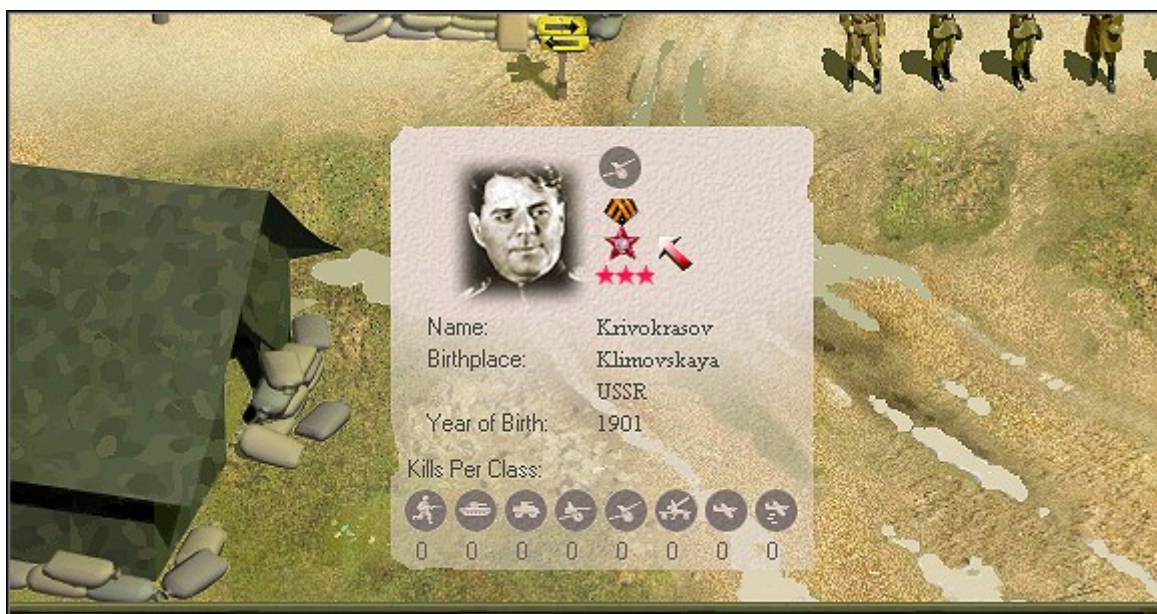 Name: Krivokrasov
Birthplace: Klimovskaya
USSR
Year of Birth: 1901
Kills Per Class:
0 0 0 0 0 0 0 0